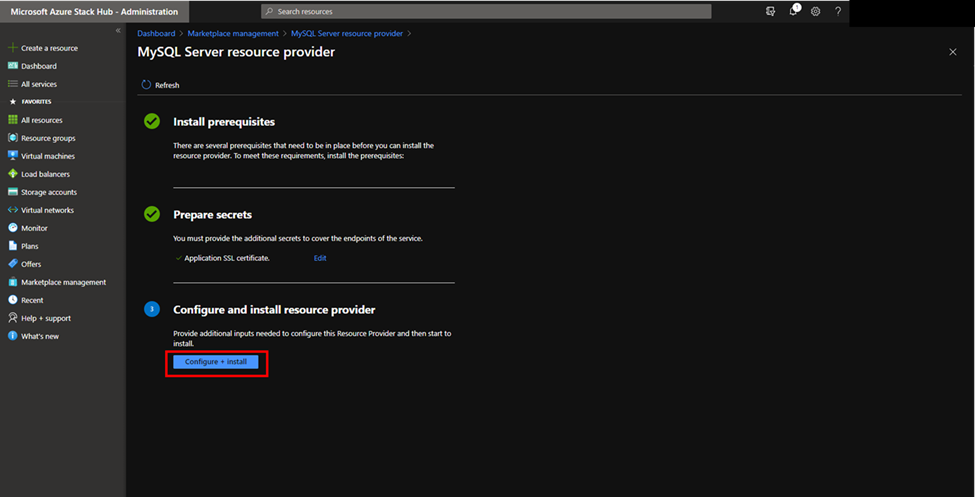 Microsoft Azure Stack Hub - Administration
Search resources
1
?
«
Create a resource
Dashboard
All services
FAVORITES
All resources
Resource groups
Virtual machines
Load balancers
Storage accounts
Virtual networks
Monitor
Plans
Offers
Marketplace management
Recent
Help + support
What's new
Dashboard > Marketplace management > MySQL Server resource provider >
MySQL Server resource provider
Refresh
Install prerequisites
There are several prerequisites that need to be in place before you can install the
resource provider. To meet these requirements, install the prerequisites:
Prepare secrets
You must provide the additional secrets to cover the endpoints of the service.
Application SSL certificate. Edit
3 Configure and install resource provider
Provide additional inputs needed to configure this Resource Provider and then start to
install.
Configure + install